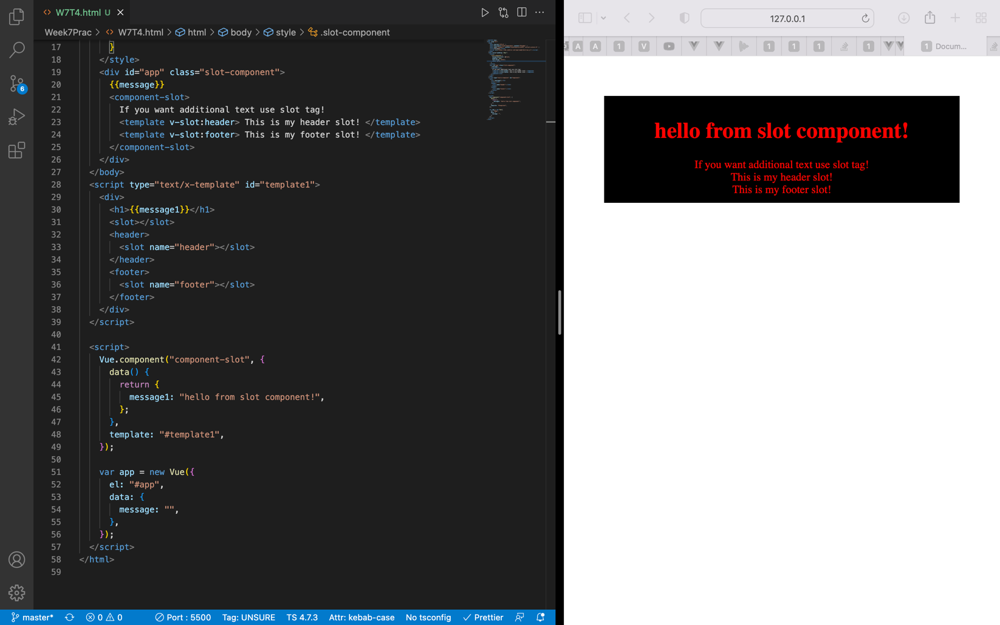 W7T4.html U
Week7Prac > W7T4.html > html > body > style > .slot-component
17 }
18 </style>
19 <div id="app" class="slot-component">
20 {{message}}
21 <component-slot>
22 If you want additional text use slot tag!
23 <template v-slot:header> This is my header slot! </template>
24 <template v-slot:footer> This is my footer slot! </template>
25 </component-slot>
26 </div>
27 </body>
28 <script type="text/x-template" id="template1">
29 <div>
30 <h1>{{message1}}</h1>
31 <slot></slot>
32 <header>
33 <slot name="header"></slot>
34 </header>
35 <footer>
36 <slot name="footer"></slot>
37 </footer>
38 </div>
39 </script>
40
41 <script>
42 Vue.component("component-slot", {
43 data() {
44 return {
45 message1: "hello from slot component!",
46 };
47 },
48 template: "#template1",
49 });
50
51 var app = new Vue({
52 el: "#app",
53 data: {
54 message: "",
55 },
56 });
57 </script>
58 </html>
59
6
master* 0 0 Port : 5500 Tag: UNSURE TS 4.7.3 Attr: kebab-case No tsconfig Prettier
127.0.0.1
A A 1 V 1 1 1 1 1 Docum...
hello from slot component!
If you want additional text use slot tag!
This is my header slot!
This is my footer slot!